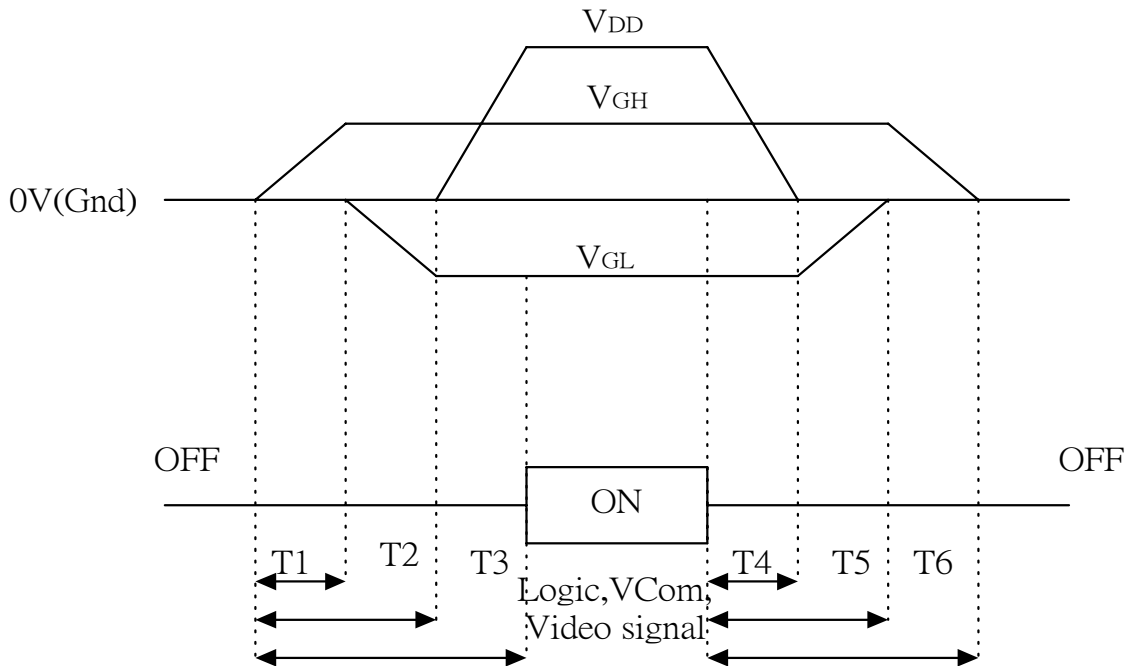 VDD
VGH
0V(Gnd)
VGL
OFF
OFF
ON
T1
T2
T3
T4
T5
T6
Logic,VCom,
Video signal